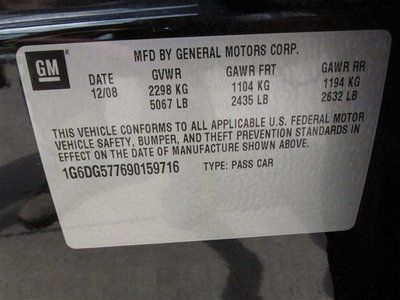 GM
MFD BY GENERAL MOTORS CORP.
DATE GVWR GAWR FRT GAWR RR
12/08 2298 KG 1104 KG 1194 KG
5067 LB 2435 LB 2632 LB
THIS VEHICLE CONFORMS TO ALL APPLICABLE U.S. FEDERAL MOTOR
VEHICLE SAFETY, BUMPER, AND THEFT PREVENTION STANDARDS IN
EFFECT ON THE DATE OF MANUFACTURE SHOWN ABOVE.
1G6DG577690159716 TYPE: PASS CAR